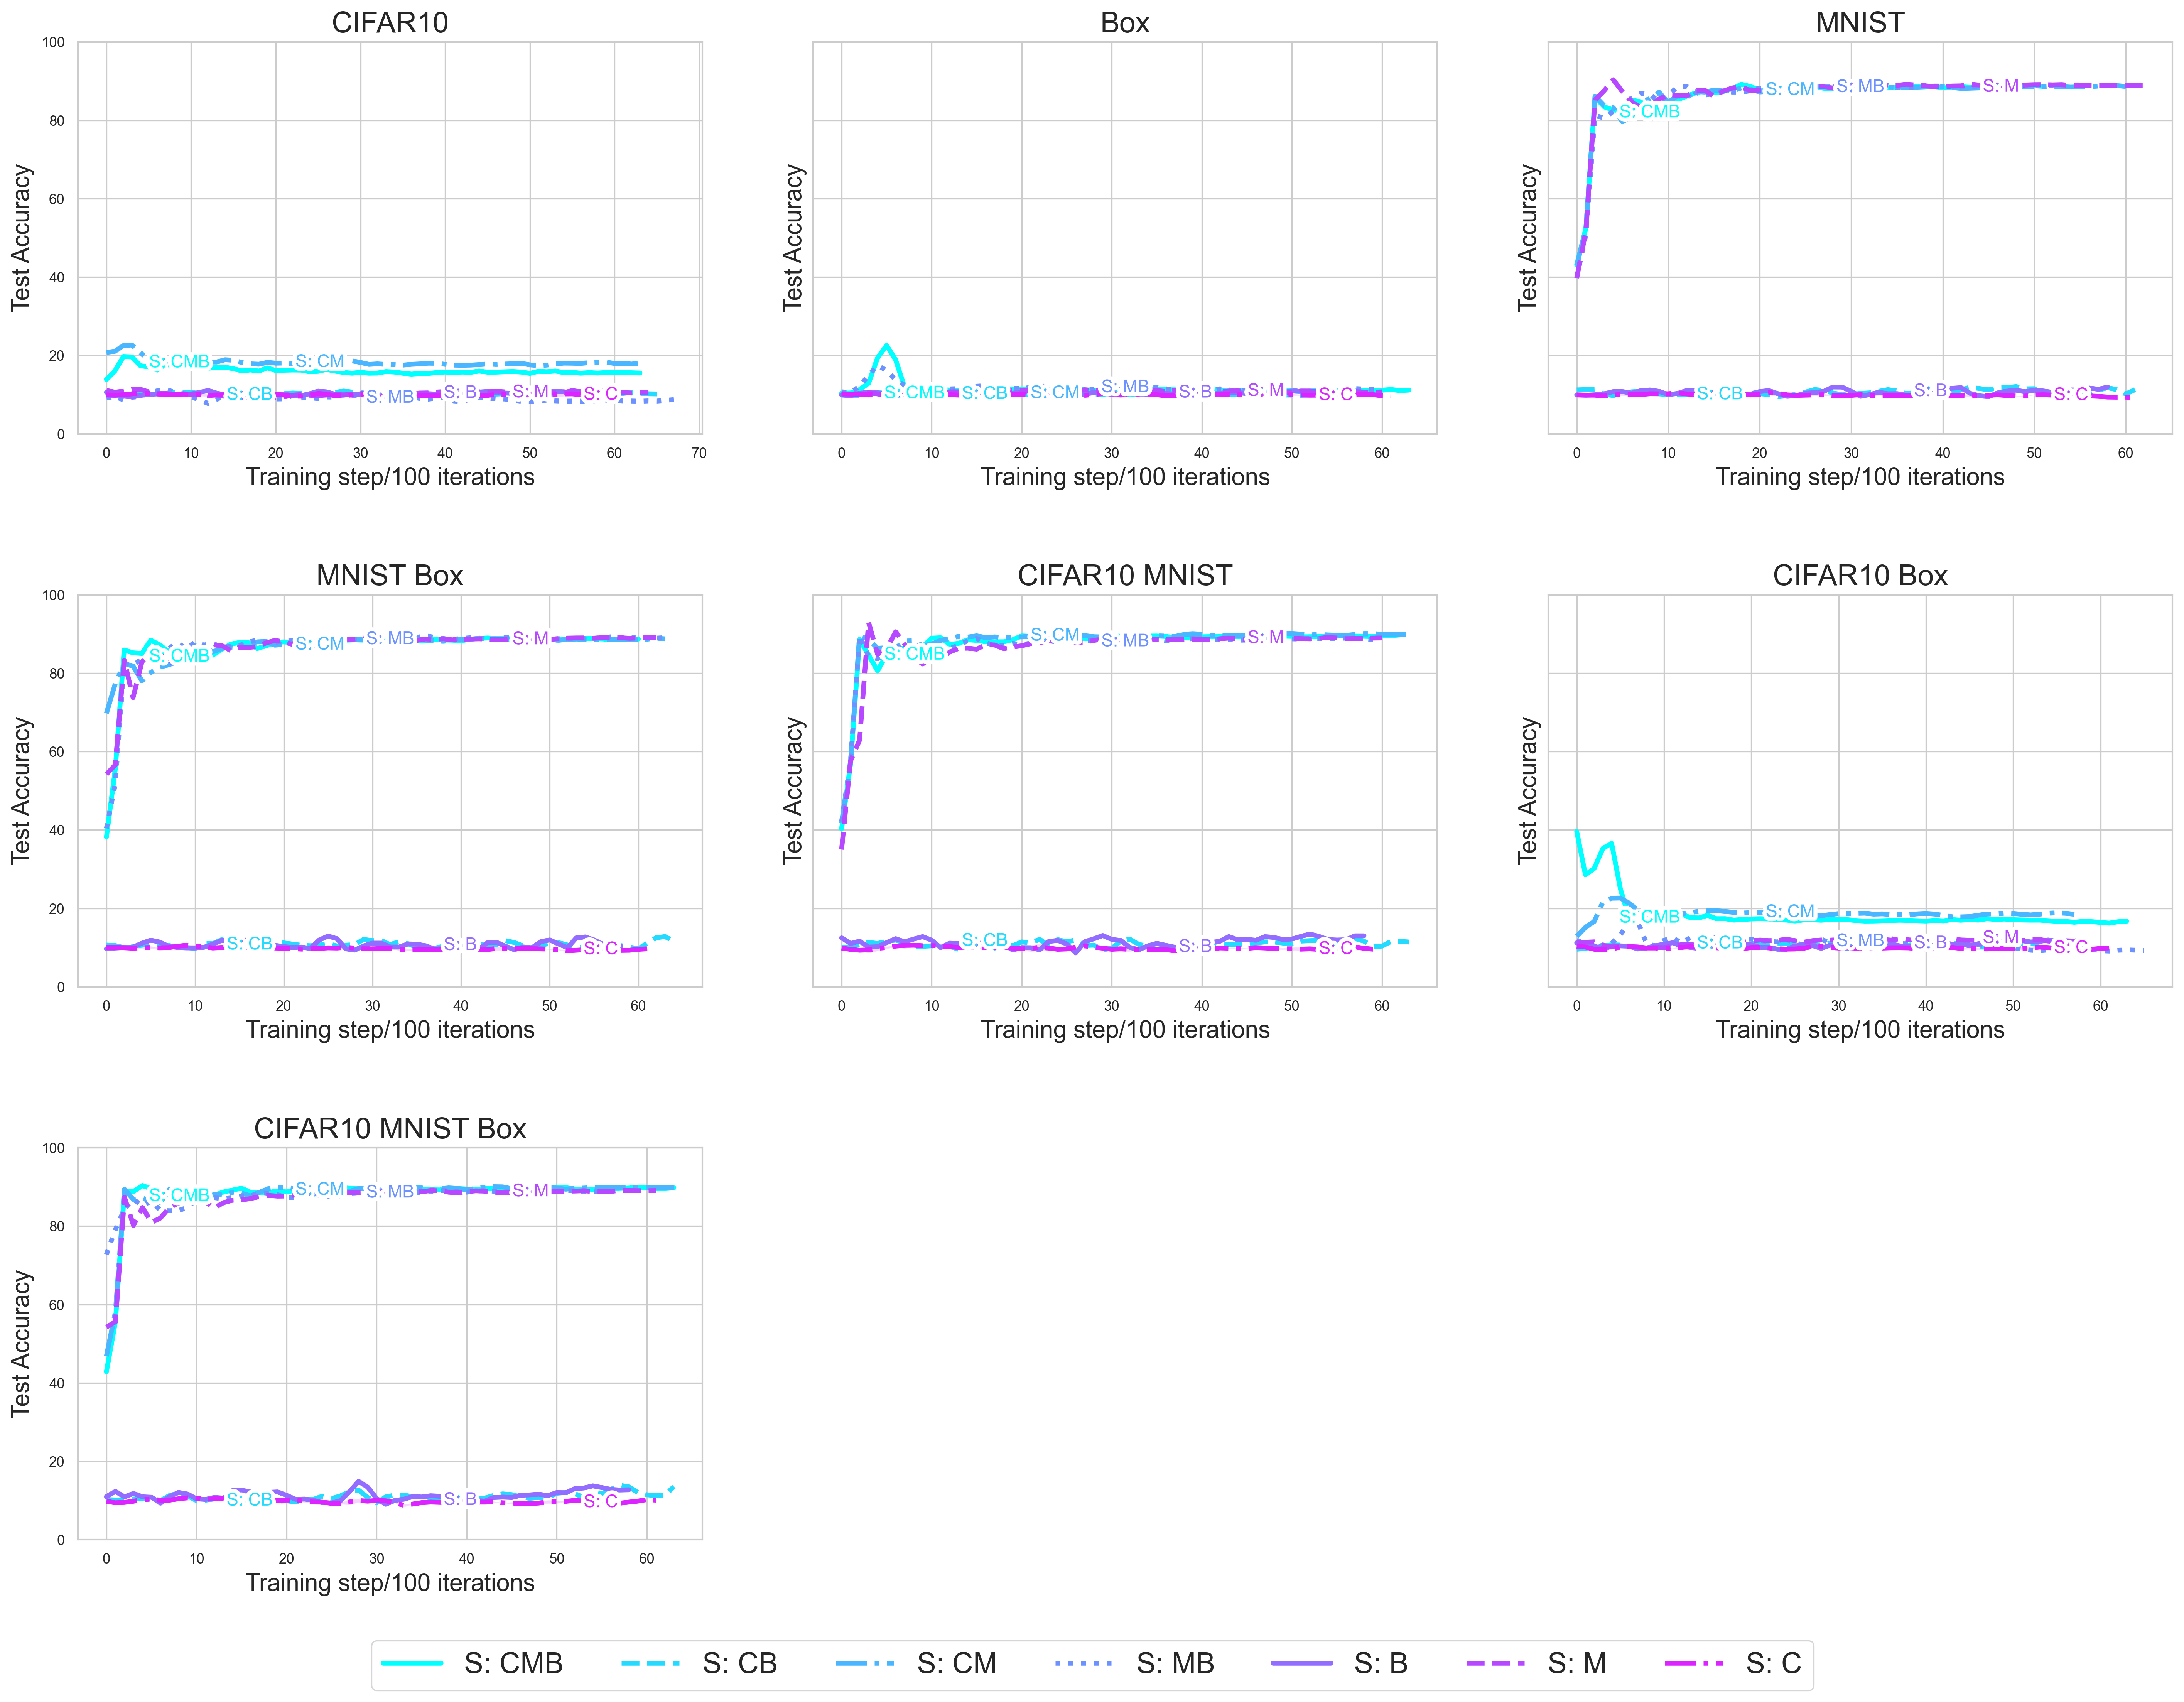 CIFAR10
Box
MNIST
100
80
60
40
20
0
Test Accuracy
S: CMB
S: CM
S: CB
S: MB
S: B
S: M
S: C
0 10 20 30 40 50 60 70
Training step/100 iterations
Test Accuracy
S: CMB
S: CB
S: CM
S: MB
S: B
S: M
S: C
0 10 20 30 40 50 60
Training step/100 iterations
Test Accuracy
S: CMB
S: CM
S: MB
S: M
S: CB
S: B
S: C
0 10 20 30 40 50 60
Training step/100 iterations
MNIST Box
CIFAR10 MNIST
CIFAR10 Box
100
80
60
40
20
0
Test Accuracy
S: CMB
S: CM
S: MB
S: M
S: CB
S: B
S: C
0 10 20 30 40 50 60
Training step/100 iterations
Test Accuracy
S: CMB
S: CM
S: MB
S: M
S: CB
S: B
S: C
0 10 20 30 40 50 60
Training step/100 iterations
Test Accuracy
S: CMB
S: CM
S: CB
S: MB
S: B
S: M
S: C
0 10 20 30 40 50 60
Training step/100 iterations
CIFAR10 MNIST Box
100
80
60
40
20
0
Test Accuracy
S: CMB
S: CM
S: MB
S: M
S: CB
S: B
S: C
0 10 20 30 40 50 60
Training step/100 iterations
S: CMB S: CB S: CM S: MB S: B S: M S: C